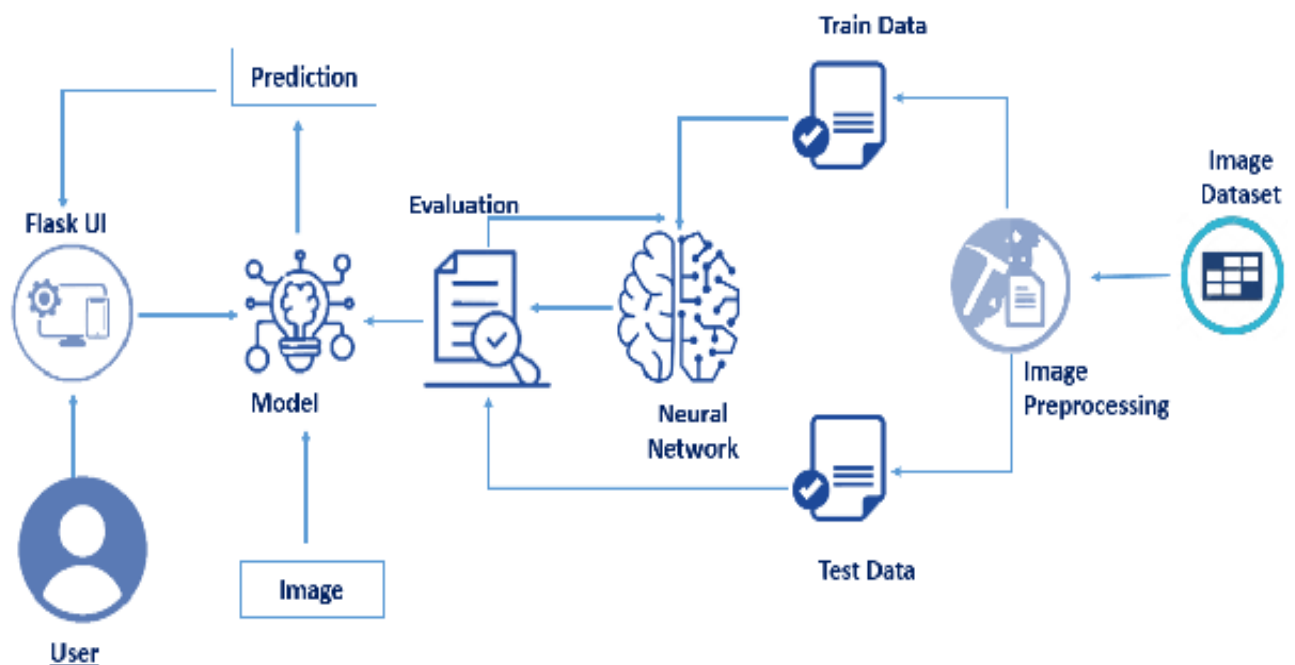 Train Data
Prediction
Image
Dataset
Evaluation
Flask UI
Image
Preprocessing
Model
Neural
Network
Test Data
Image
User